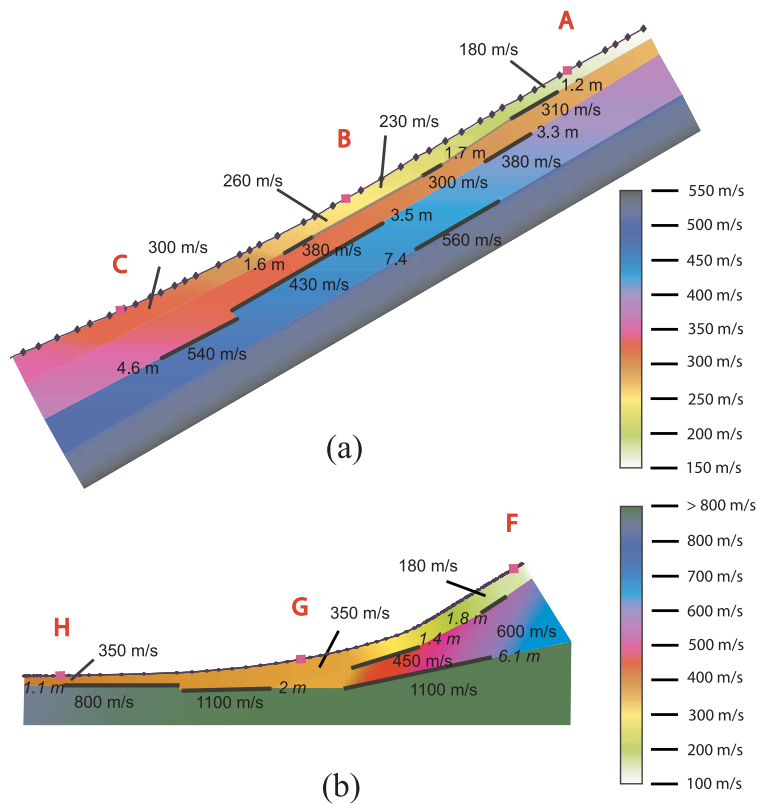 A
180 m/s
1.2 m
310 m/s
230 m/s
3.3 m
B
1.7 m
380 m/s
300 m/s
260 m/s
3.5 m
550 m/s
500 m/s
450 m/s
400 m/s
350 m/s
300 m/s
250 m/s
200 m/s
150 m/s
C
300 m/s
380 m/s
560 m/s
1.6 m
7.4
430 m/s
540 m/s
4.6 m
(a)
F
180 m/s
G
350 m/s
1.8 m
H
350 m/s
1.4 m
600 m/s
450 m/s
6.1 m
1.1 m
800 m/s
1100 m/s
2 m
1100 m/s
> 800 m/s
800 m/s
700 m/s
600 m/s
500 m/s
400 m/s
300 m/s
200 m/s
100 m/s
(b)